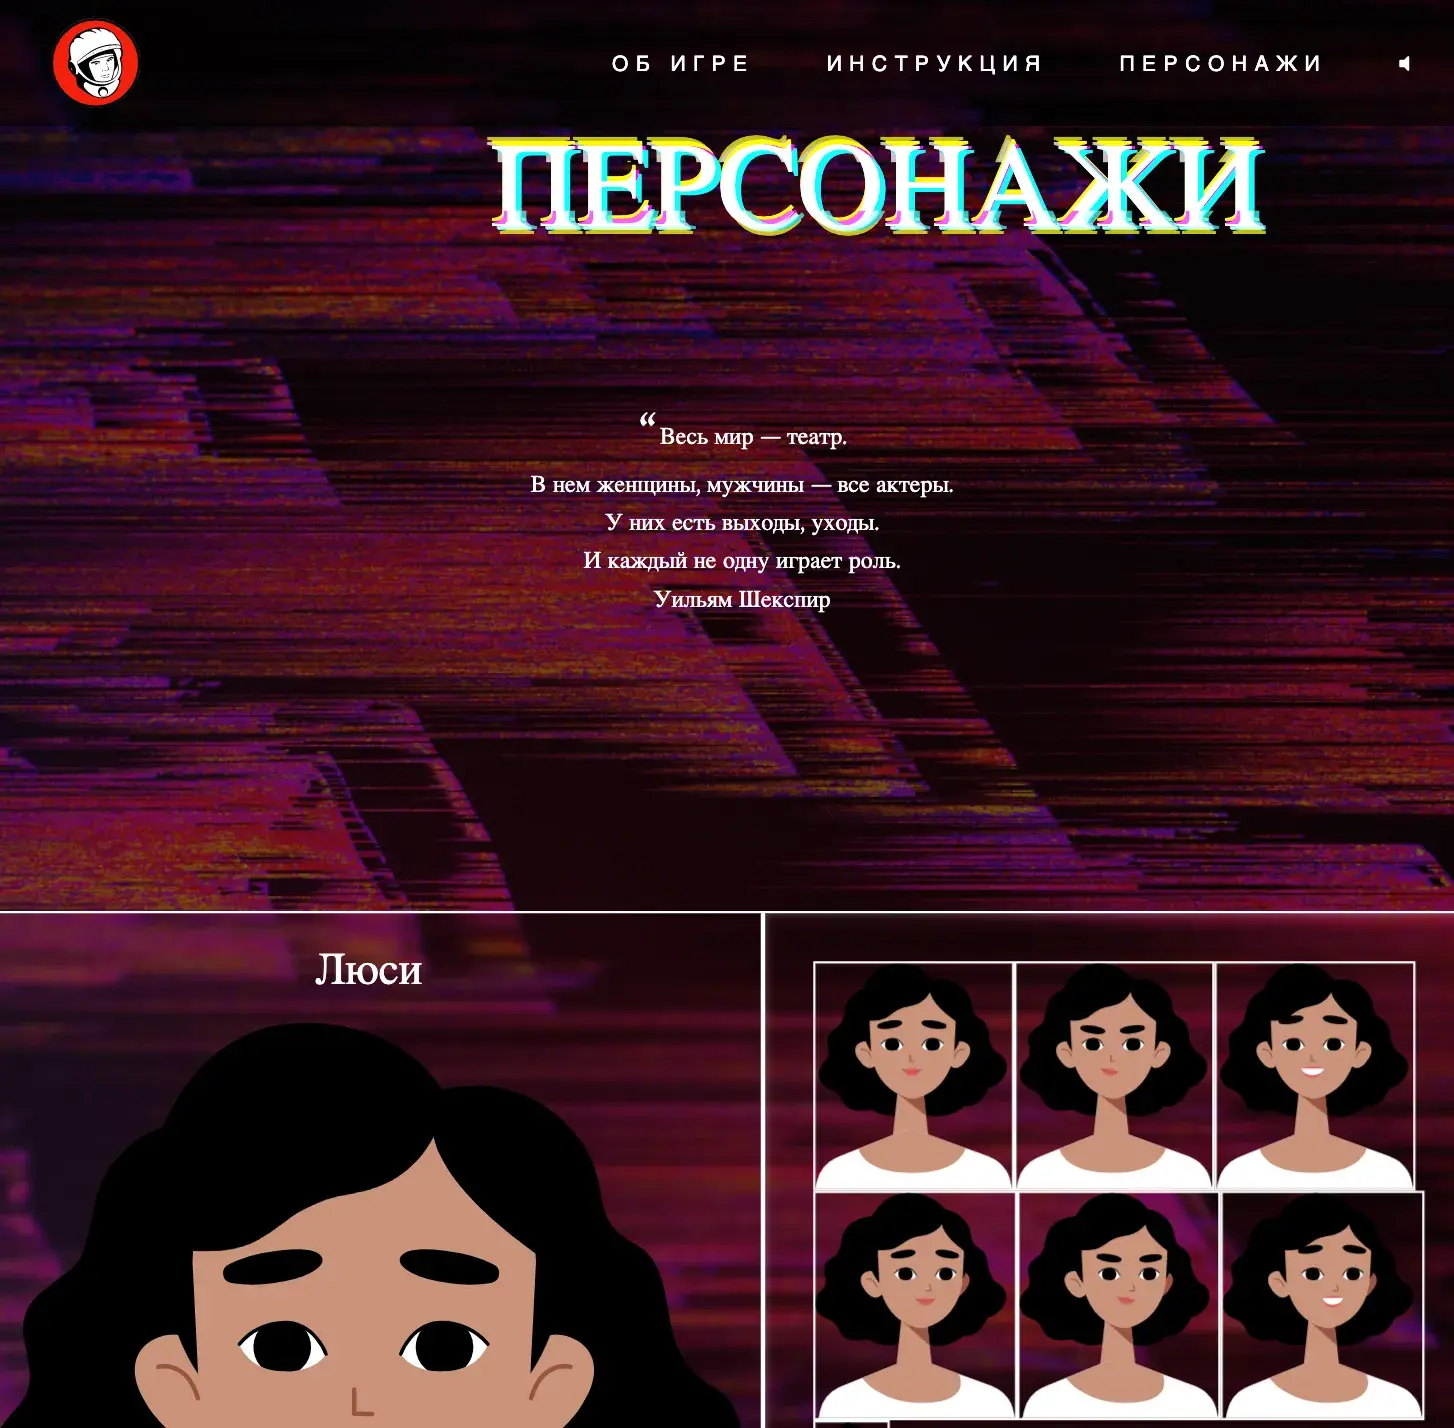 ОБ ИГРЕ ИНСТРУКЦИЯ ПЕРСОНАЖИ
ПЕРСОНАЖИ
“ Весь мир — театр.
В нем женщины, мужчины — все актеры.
У них есть выходы, уходы.
И каждый не одну играет роль.
Уильям Шекспир
Люси